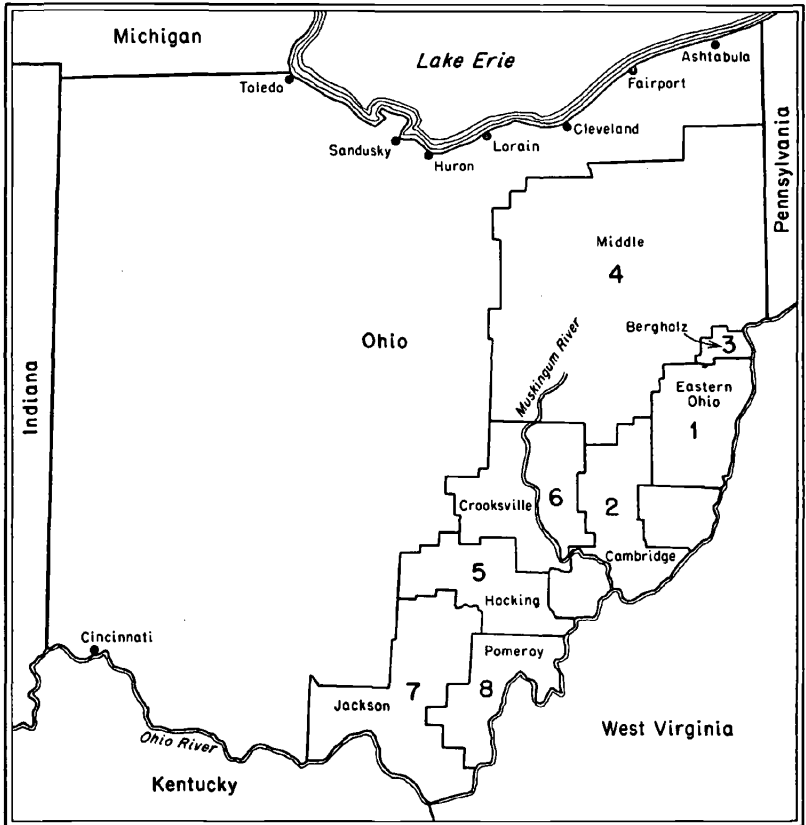 Michigan
Lake Erie
Ashtabula
Toledo
Fairport
Pennsylvania
Cleveland
Sandusky
Lorain
Huron
Middle
4
Indiana
Ohio
Muskingum River
Bergholz
3
Eastern
Ohio
1
Crooksville
6
2
Cambridge
5
Hocking
Cincinnati
Pomeroy
7
8
Jackson
Ohio River
West Virginia
Kentucky